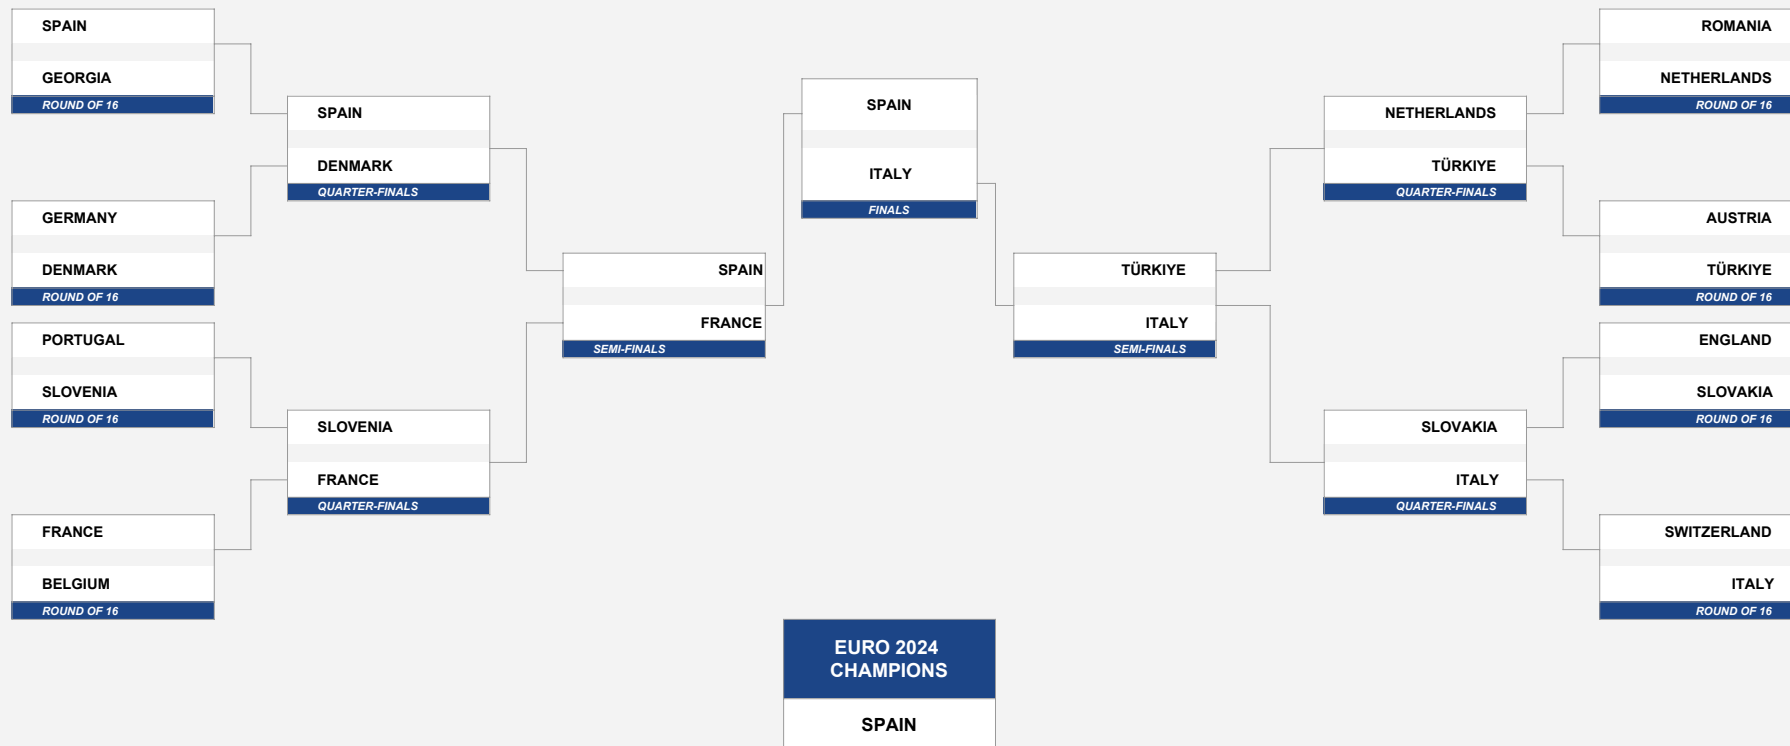 SPAIN
GEORGIA
ROUND OF 16
GERMANY
DENMARK
ROUND OF 16
PORTUGAL
SLOVENIA
ROUND OF 16
FRANCE
BELGIUM
ROUND OF 16
SPAIN
DENMARK
QUARTER-FINALS
SLOVENIA
FRANCE
QUARTER-FINALS
SPAIN
FRANCE
SEMI-FINALS
SPAIN
ITALY
FINALS
TÜRKIYE
ITALY
SEMI-FINALS
NETHERLANDS
TÜRKIYE
QUARTER-FINALS
SLOVAKIA
ITALY
QUARTER-FINALS
ROMANIA
NETHERLANDS
ROUND OF 16
AUSTRIA
TÜRKIYE
ROUND OF 16
ENGLAND
SLOVAKIA
ROUND OF 16
SWITZERLAND
ITALY
ROUND OF 16
EURO 2024
CHAMPIONS
SPAIN